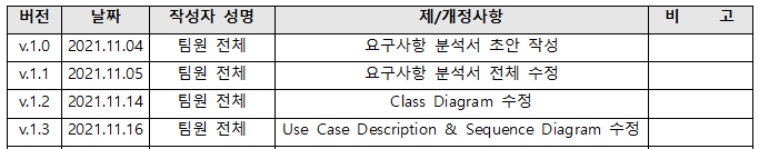 버전 날짜 작성자 성명 제/개정사항 비 고
v.1.0 2021.11.04 팀원 전체 요구사항 분석서 초안 작성
v.1.1 2021.11.05 팀원 전체 요구사항 분석서 전체 수정
v.1.2 2021.11.14 팀원 전체 Class Diagram 수정
v.1.3 2021.11.16 팀원 전체 Use Case Description & Sequence Diagram 수정